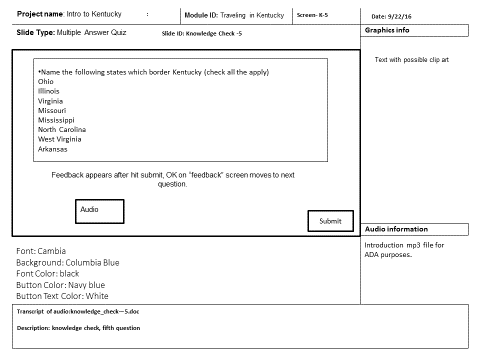 Project name: Intro to Kentucky :
Module ID: Traveling in Kentucky
Screen- K-5
Date: 9/22/16
Slide Type: Multiple Answer Quiz
Slide ID: Knowledge Check -5
Graphics info
Text with possible clip art
•Name the following states which border Kentucky (check all the apply)
Ohio
Illinois
Virginia
Missouri
Mississippi
North Carolina
West Virginia
Arkansas
Feedback appears after hit submit, OK on "feedback" screen moves to next
question.
Audio
Submit
Audio information
Introduction mp3 file for
ADA purposes.
Font: Cambia
Background: Columbia Blue
Font Color: black
Button Color: Navy blue
Button Text Color: White
Transcript of audio:knowledge_check—5.doc
Description: knowledge check, fifth question